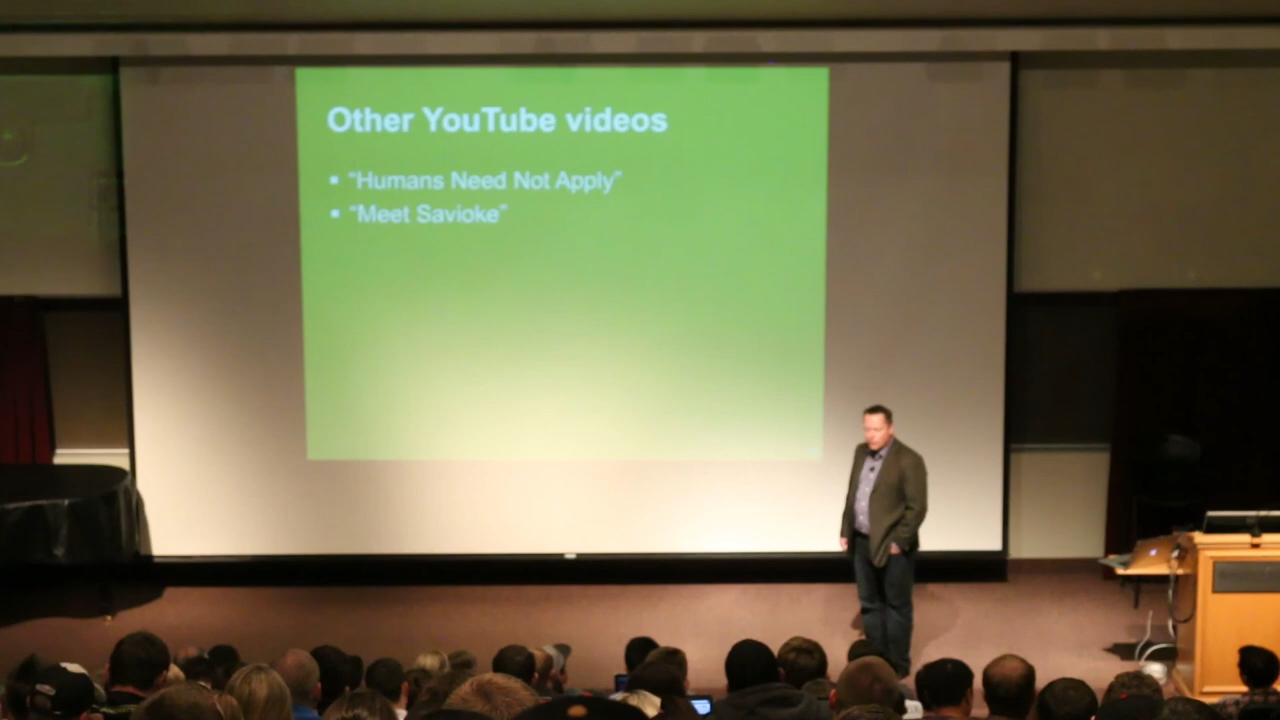 Other YouTube videos
▪ “Humans Need Not Apply”
▪ “Meet Savioke”